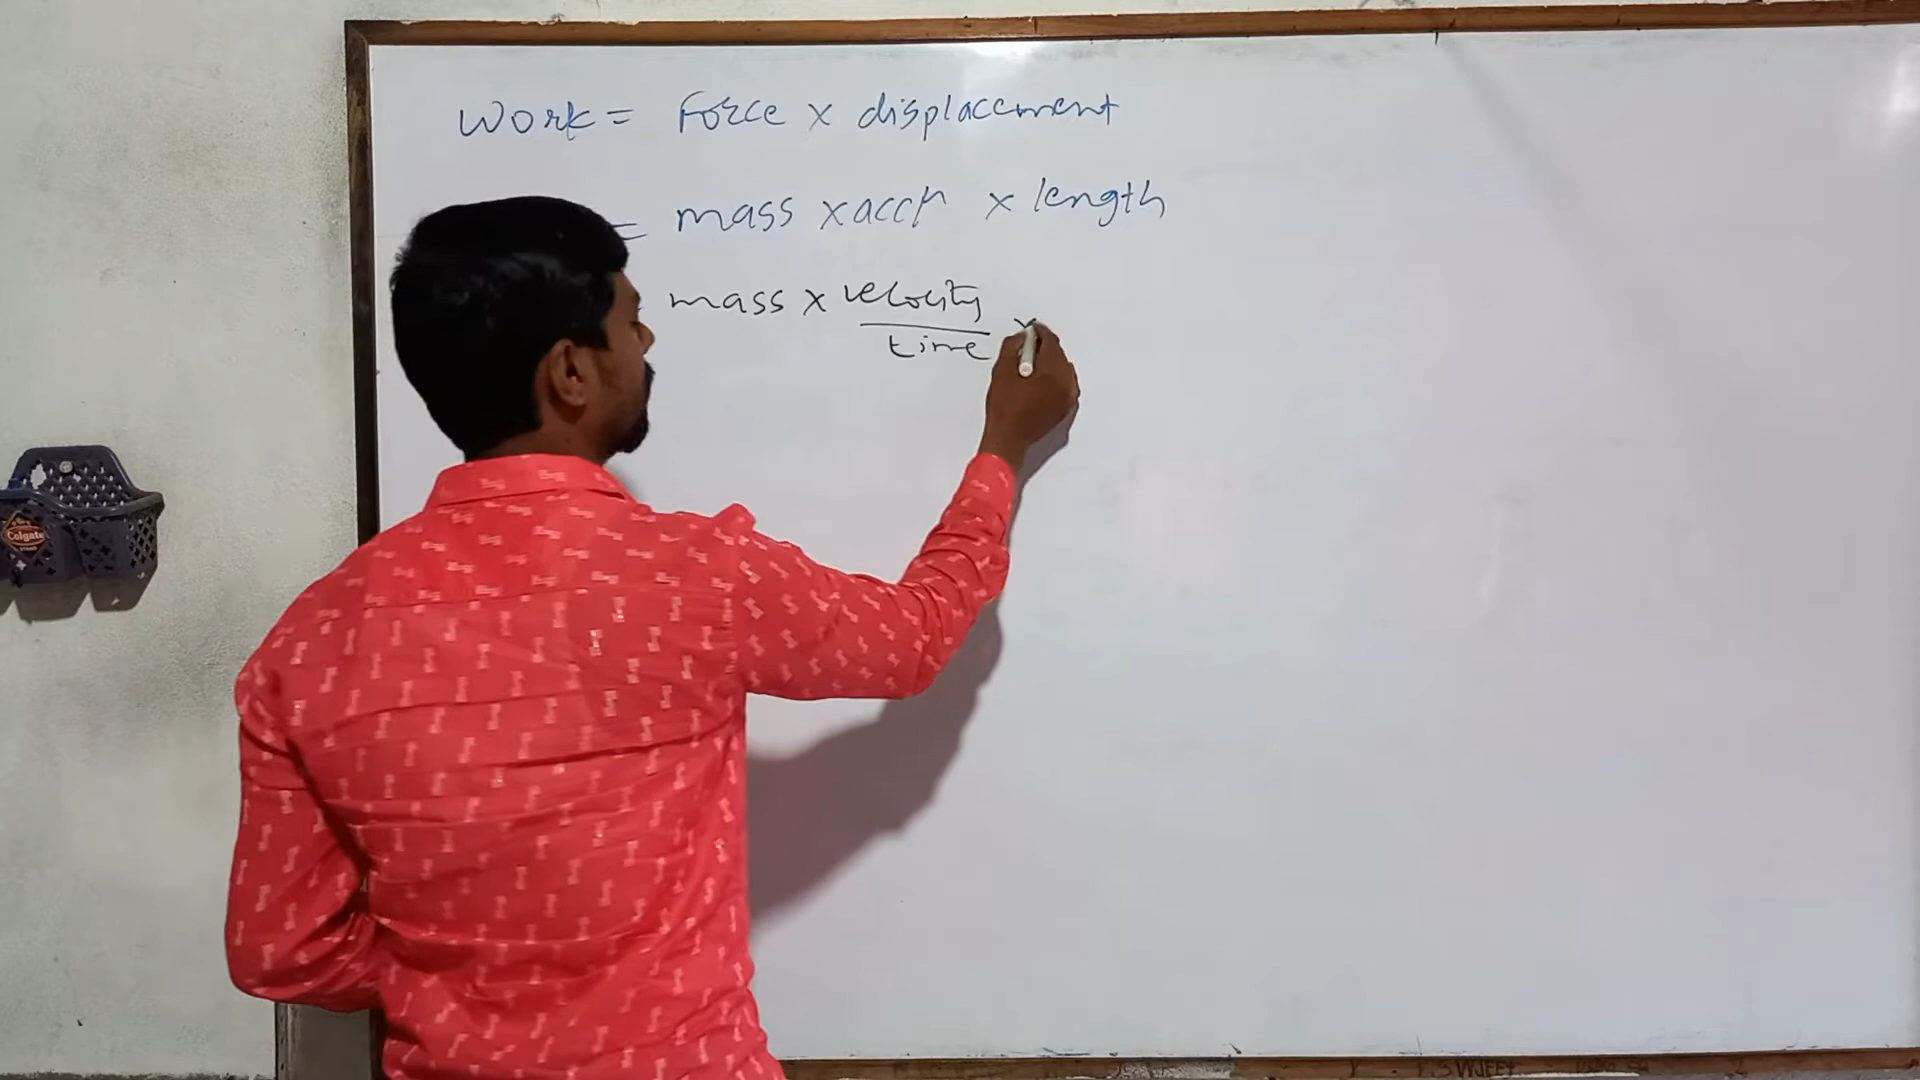 Work = Force x displacement
= mass x accn x length
mass x velocity
time x
Colgate